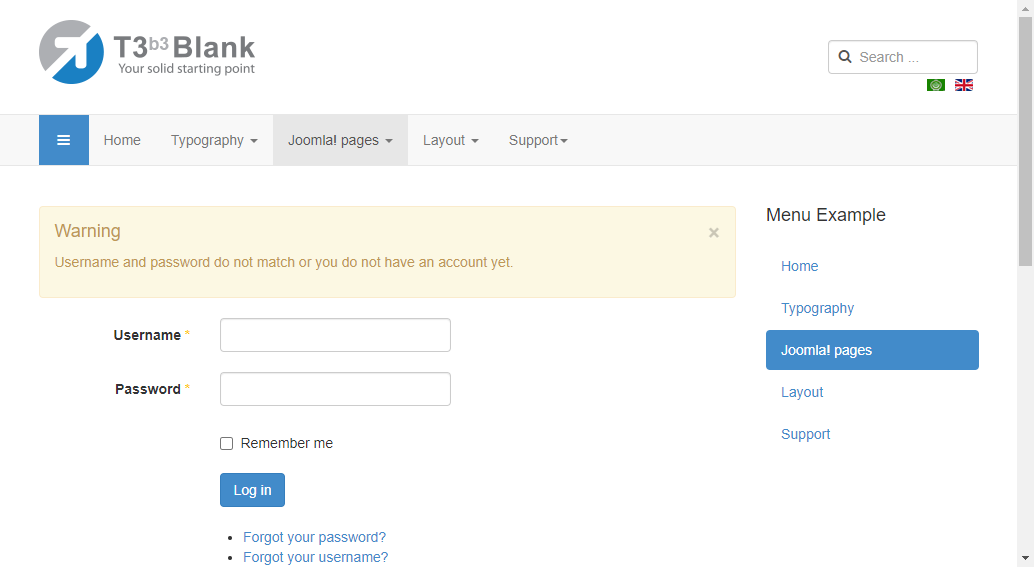 T3b3 Blank
Your solid starting point
Search ...
Home Typography Joomla! pages Layout Support
Warning
×
Username and password do not match or you do not have an account yet.
Username *
Password *
Remember me
Log in
Forgot your password?
Forgot your username?
Menu Example
Home
Typography
Joomla! pages
Layout
Support